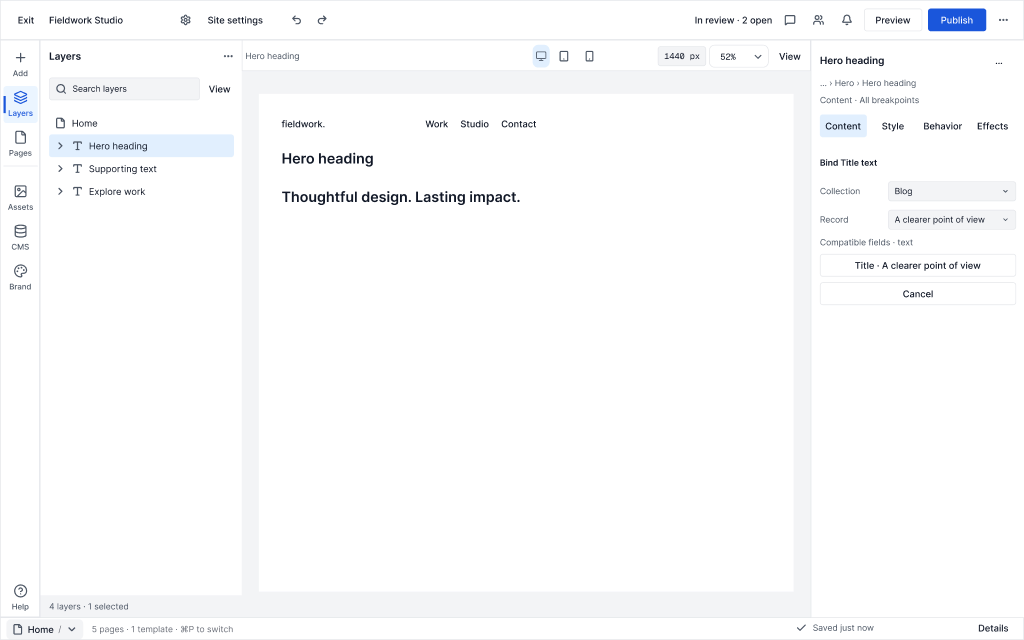 Exit Fieldwork Studio Site settings In review · 2 open Preview Publish ...
Add
Layers
Pages
Assets
CMS
Brand
Help
Layers ...
Search layers View
Home
Hero heading
Supporting text
Explore work
4 layers · 1 selected
Hero heading 1440 px 52% View
fieldwork. Work Studio Contact
Hero heading
Thoughtful design. Lasting impact.
Hero heading ...
... › Hero › Hero heading
Content · All breakpoints
Content Style Behavior Effects
Bind Title text
Collection Blog
Record A clearer point of view
Compatible fields · text
Title · A clearer point of view
Cancel
Home / 5 pages · 1 template · ⌘P to switch Saved just now Details